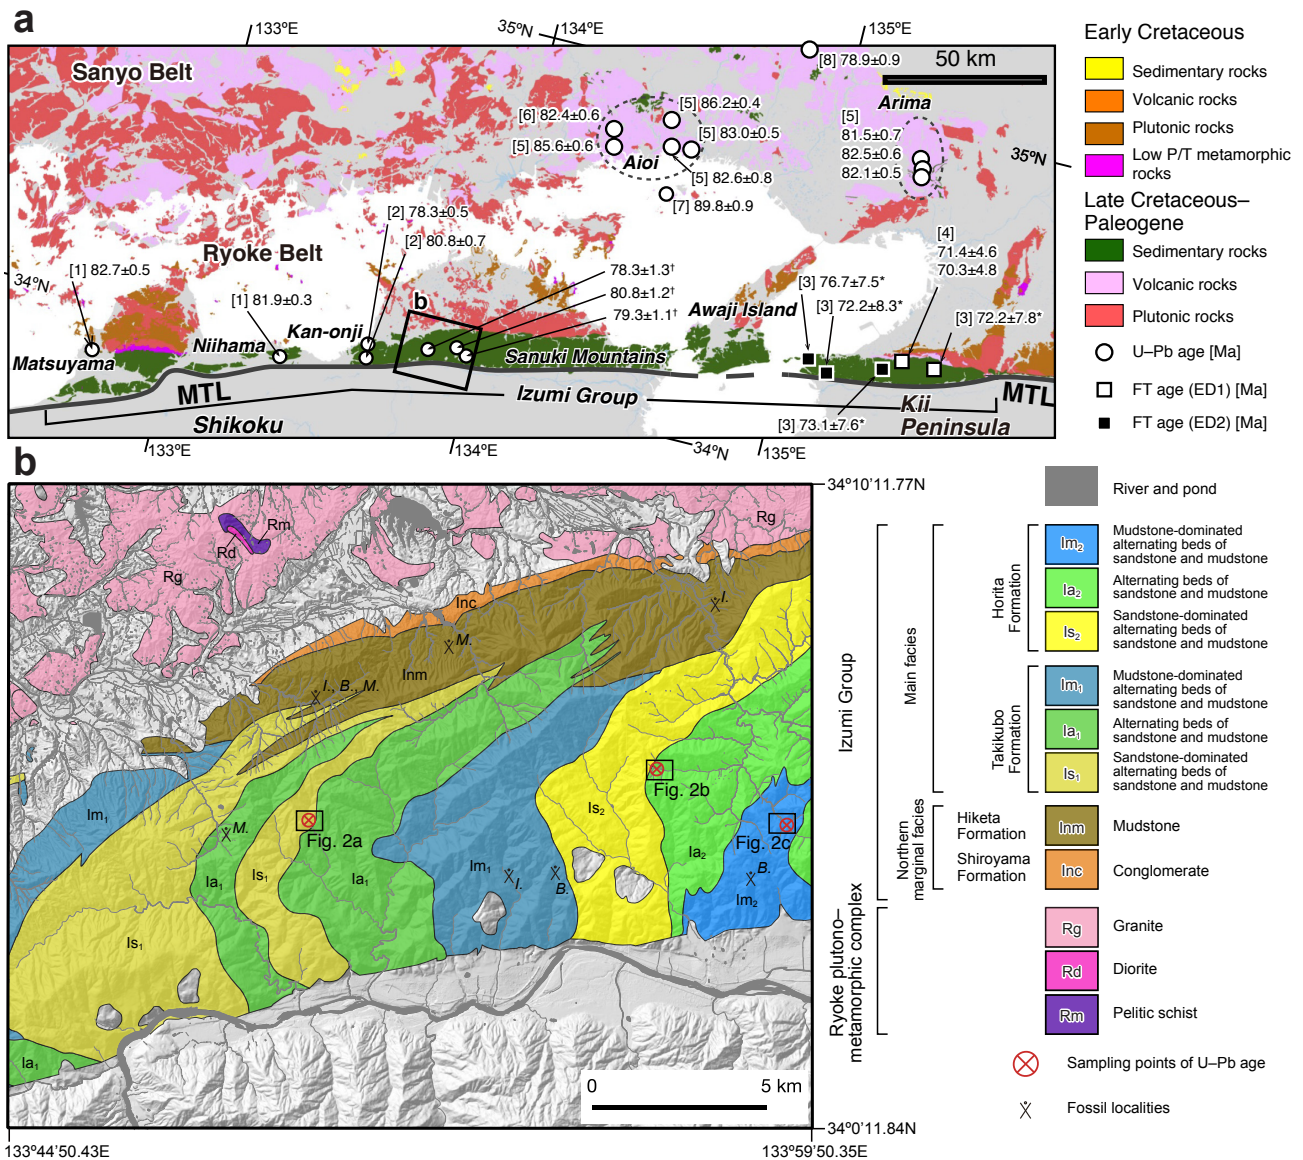 a
133ºE
35ºN
134ºE
135ºE
Sanyo Belt
[8] 78.9±0.9
50 km
Arima
[5] 86.2±0.4
[6] 82.4±0.6
[5] 83.0±0.5
[5] 85.6±0.6
Aioi
[5] 82.6±0.8
[7] 89.8±0.9
[5]
81.5±0.7
82.5±0.6
82.1±0.5
35ºN
[2] 78.3±0.5
[2] 80.8±0.7
Ryoke Belt
34ºN
[1] 82.7±0.5
[1] 81.9±0.3
78.3±1.3†
80.8±1.2†
79.3±1.1†
[4]
71.4±4.6
70.3±4.8
[3] 76.7±7.5*
[3] 72.2±8.3*
[3] 72.2±7.8*
Awaji Island
b
Kan-onji
Niihama
Matsuyama
Sanuki Mountains
MTL
Izumi Group
MTL
Shikoku
Kii
Peninsula
[3] 73.1±7.6*
133ºE
134ºE
34ºN
135ºE
Early Cretaceous
Sedimentary rocks
Volcanic rocks
Plutonic rocks
Low P/T metamorphic
rocks
Late Cretaceous–
Paleogene
Sedimentary rocks
Volcanic rocks
Plutonic rocks
U–Pb age [Ma]
FT age (ED1) [Ma]
FT age (ED2) [Ma]
b
34º10'11.77N
Rg
Rm
Rd
Rg
Inc
I.
M.
Inm
I., B., M.
Im1
M.
Fig. 2a
Fig. 2b
Is2
Fig. 2c
Ia1
Is1
Ia1
Im1
I.
B.
Ia2
B.
Im2
Is1
Ia1
0
5 km
34º0'11.84N
133º44'50.43E
133º59'50.35E
River and pond
Izumi Group
Main facies
Horita
Formation
Im2
Mudstone-dominated
alternating beds of
sandstone and mudstone
Ia2
Alternating beds of
sandstone and mudstone
Is2
Sandstone-dominated
alternating beds of
sandstone and mudstone
Takikubo
Formation
Im1
Mudstone-dominated
alternating beds of
sandstone and mudstone
Ia1
Alternating beds of
sandstone and mudstone
Is1
Sandstone-dominated
alternating beds of
sandstone and mudstone
Northern
marginal facies
Hiketa
Formation
Inm
Mudstone
Shiroyama
Formation
Inc
Conglomerate
Ryoke plutono–
metamorphic complex
Rg
Granite
Rd
Diorite
Rm
Pelitic schist
Sampling points of U–Pb age
Fossil localities